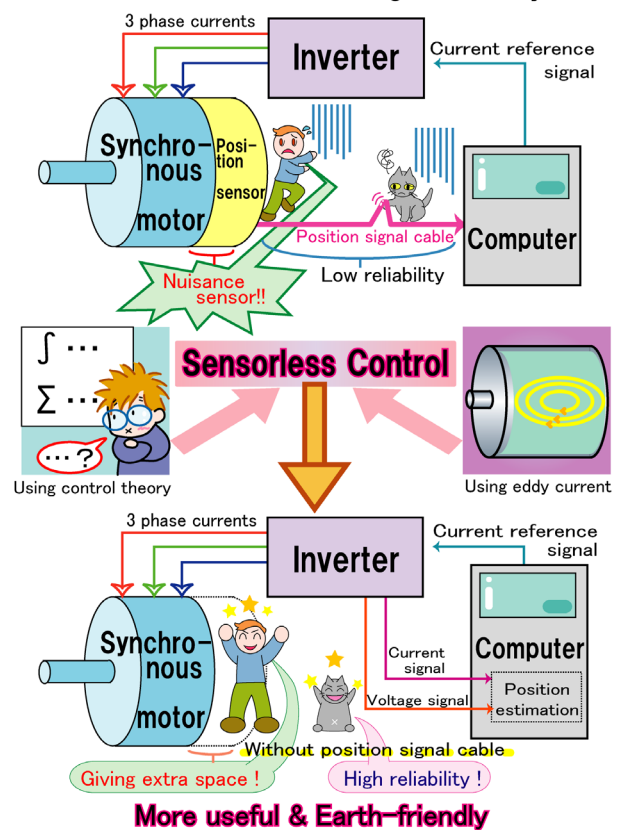 3 phase currents
Inverter
Current reference
signal
Synchro-
nous
motor
Posi-
tion
sensor
Position signal cable
Computer
Low reliability
Nuisance
sensor!!
∫ ...
Σ ...
... ?
Sensorless Control
Using control theory
Using eddy current
3 phase currents
Inverter
Current reference
signal
Synchro-
nous
motor
Computer
Current
signal
Voltage signal
Position
estimation
Without position signal cable
Giving extra space !
High reliability !
More useful & Earth-friendly